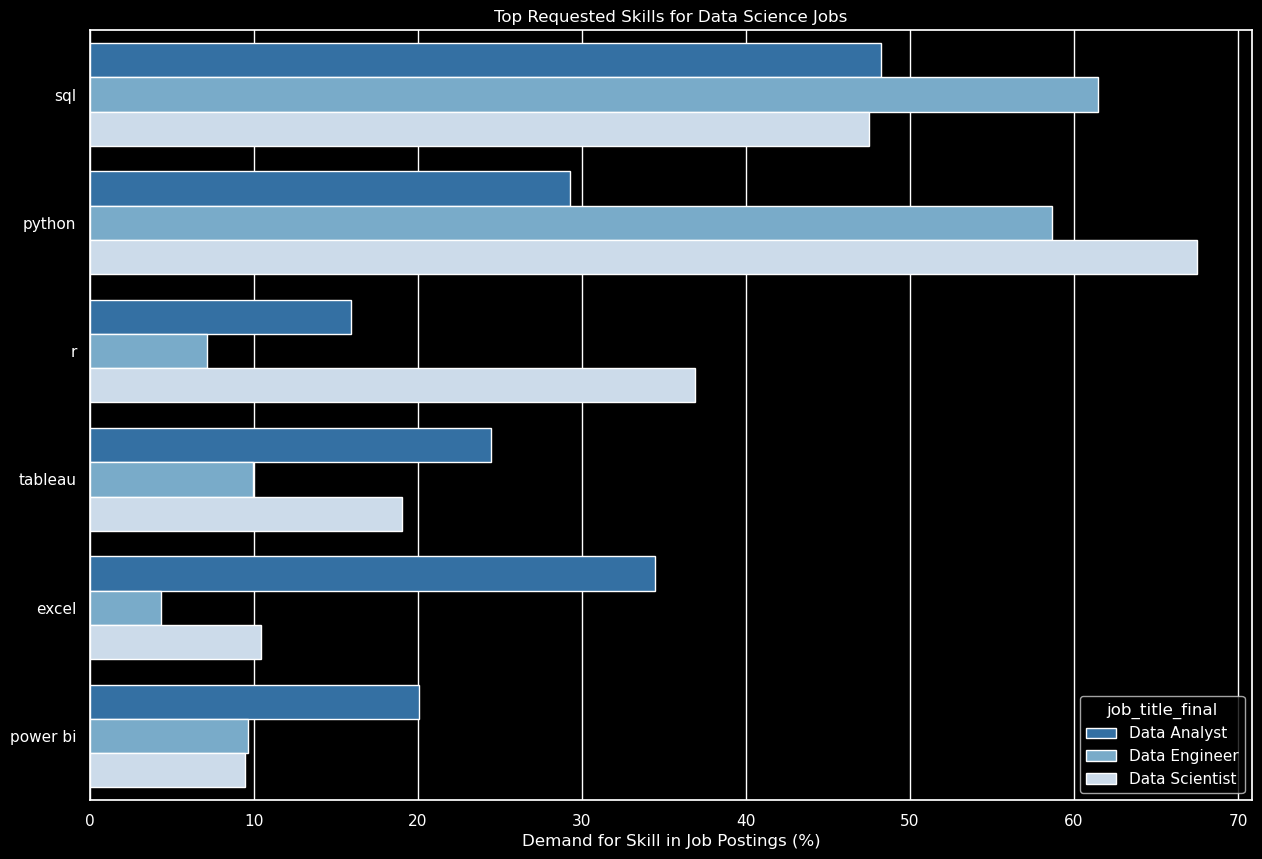 Top Requested Skills for Data Science Jobs
sql
python
r
tableau
excel
power bi
job_title_final
Data Analyst
Data Engineer
Data Scientist
0 10 20 30 40 50 60 70
Demand for Skill in Job Postings (%)